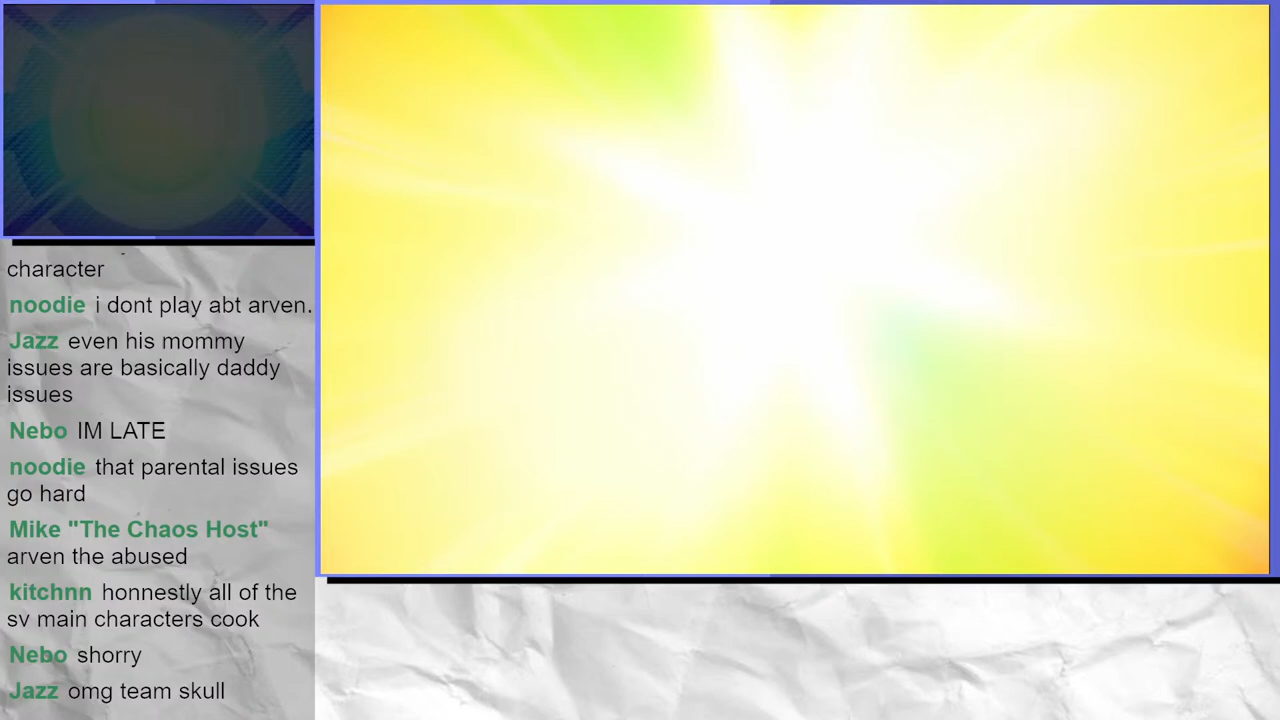 character
noodie i dont play abt arven.
Jazz even his mommy
issues are basically daddy
issues
Nebo IM LATE
noodie that parental issues
go hard
Mike "The Chaos Host"
arven the abused
kitchnn honnestly all of the
sv main characters cook
Nebo shorry
Jazz omg team skull